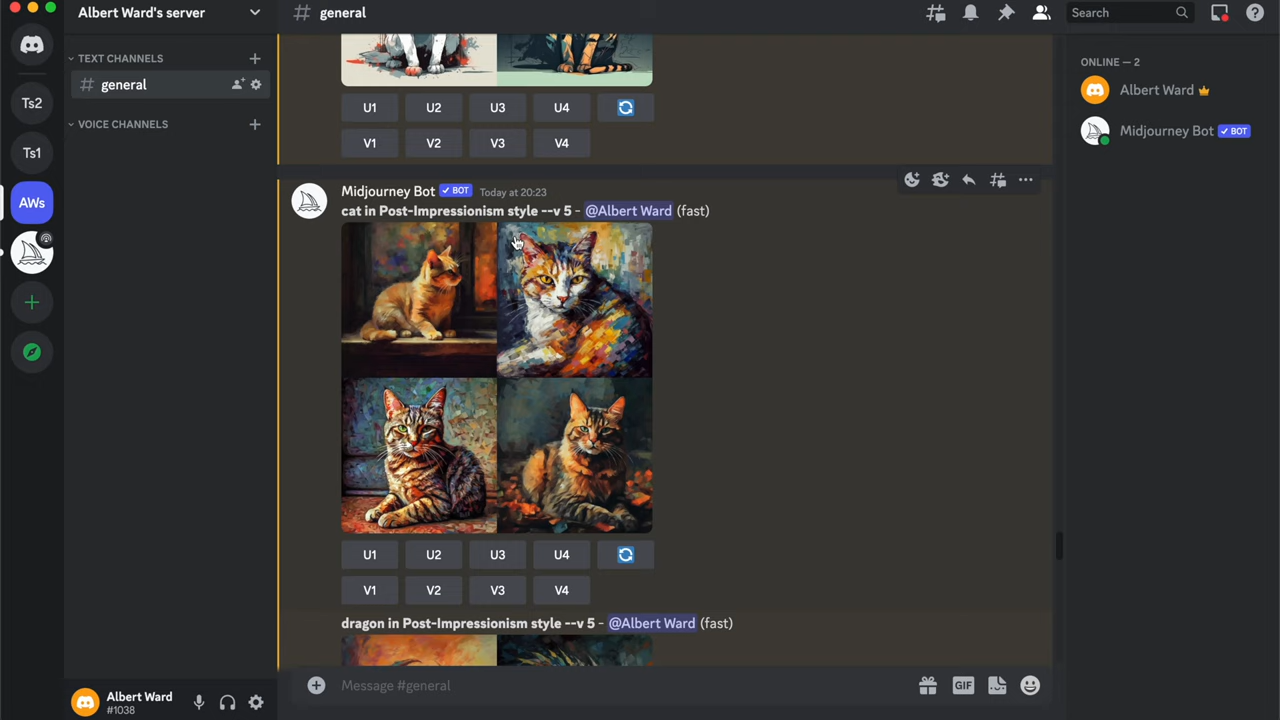 Albert Ward's server
# general
Search
TEXT CHANNELS
# general
VOICE CHANNELS
Ts2
Ts1
AWs
U1 U2 U3 U4
V1 V2 V3 V4
Midjourney Bot ✓ BOT Today at 20:23
cat in Post-Impressionism style --v 5 - @Albert Ward (fast)
U1 U2 U3 U4
V1 V2 V3 V4
dragon in Post-Impressionism style --v 5 - @Albert Ward (fast)
Message #general
GIF
Albert Ward
#1038
ONLINE — 2
Albert Ward
Midjourney Bot ✓ BOT